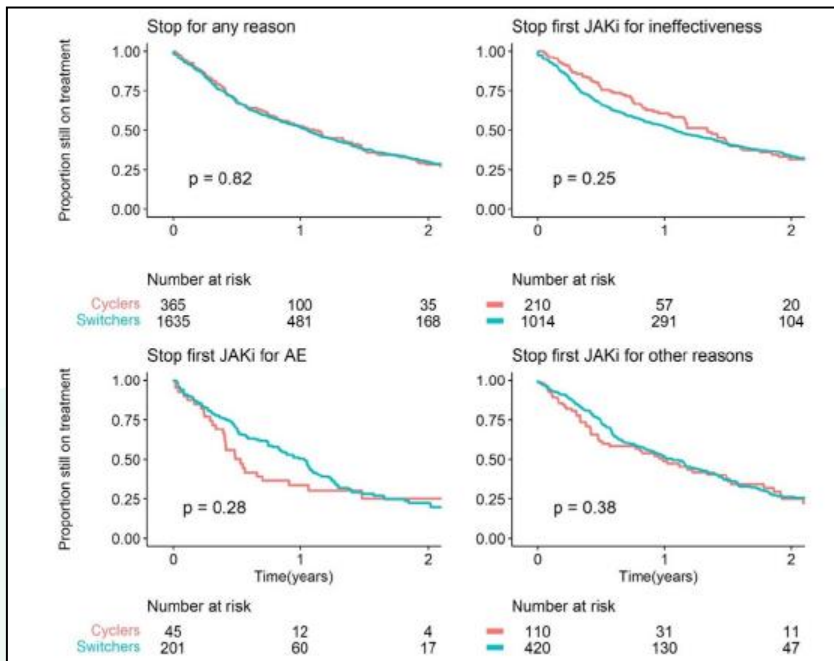 Stop for any reason
Proportion still on treatment
1.00
0.75
0.50
0.25
0.00
p = 0.82
0 1 2
Number at risk
Cyclers 365 100 35
Switchers 1635 481 168
Stop first JAKi for ineffectiveness
1.00
0.75
0.50
0.25
0.00
p = 0.25
0 1 2
Number at risk
210 57 20
1014 291 104
Stop first JAKi for AE
Proportion still on treatment
1.00
0.75
0.50
0.25
0.00
p = 0.28
0 1 2
Time(years)
Number at risk
Cyclers 45 12 4
Switchers 201 60 17
Stop first JAKi for other reasons
1.00
0.75
0.50
0.25
0.00
p = 0.38
0 1 2
Time(years)
Number at risk
110 31 11
420 130 47